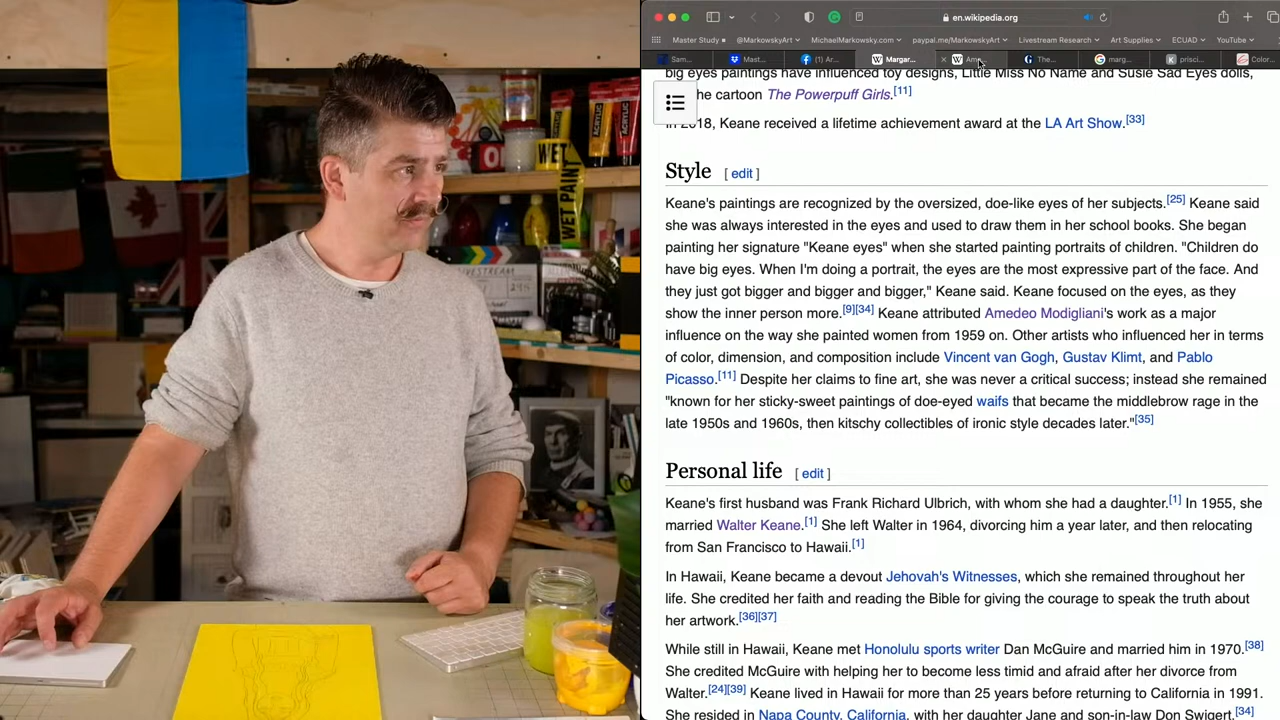 en.wikipedia.org
Master Study
@MarkowskyArt
MichaelMarkowsky.com
paypal.me/MarkowskyArt
Livestream Research
Art Supplies
ECUAD
YouTube
Sam...
Mast...
(1) Ar...
Margar...
Am
The...
marg...
prisci...
Color...
big eyes paintings have influenced toy designs, Little Miss No Name and Susie Sad Eyes dolls,
he cartoon The Powerpuff Girls.[11]
In 2018, Keane received a lifetime achievement award at the LA Art Show.[33]
Style [ edit ]
Keane's paintings are recognized by the oversized, doe-like eyes of her subjects.[25] Keane said
she was always interested in the eyes and used to draw them in her school books. She began
painting her signature "Keane eyes" when she started painting portraits of children. "Children do
have big eyes. When I'm doing a portrait, the eyes are the most expressive part of the face. And
they just got bigger and bigger and bigger," Keane said. Keane focused on the eyes, as they
show the inner person more.[9][34] Keane attributed Amedeo Modigliani's work as a major
influence on the way she painted women from 1959 on. Other artists who influenced her in terms
of color, dimension, and composition include Vincent van Gogh, Gustav Klimt, and Pablo
Picasso.[11] Despite her claims to fine art, she was never a critical success; instead she remained
"known for her sticky-sweet paintings of doe-eyed waifs that became the middlebrow rage in the
late 1950s and 1960s, then kitschy collectibles of ironic style decades later."[35]
Personal life [ edit ]
Keane's first husband was Frank Richard Ulbrich, with whom she had a daughter.[1] In 1955, she
married Walter Keane.[1] She left Walter in 1964, divorcing him a year later, and then relocating
from San Francisco to Hawaii.[1]
In Hawaii, Keane became a devout Jehovah's Witnesses, which she remained throughout her
life. She credited her faith and reading the Bible for giving the courage to speak the truth about
her artwork.[36][37]
While still in Hawaii, Keane met Honolulu sports writer Dan McGuire and married him in 1970.[38]
She credited McGuire with helping her to become less timid and afraid after her divorce from
Walter.[24][39] Keane lived in Hawaii for more than 25 years before returning to California in 1991.
She resided in Napa County, California, with her daughter Jane and son-in-law Don Swigert.[34]
ACRYLIC
ACRYLIC
WET
WET PAINT
LIVESTREAM